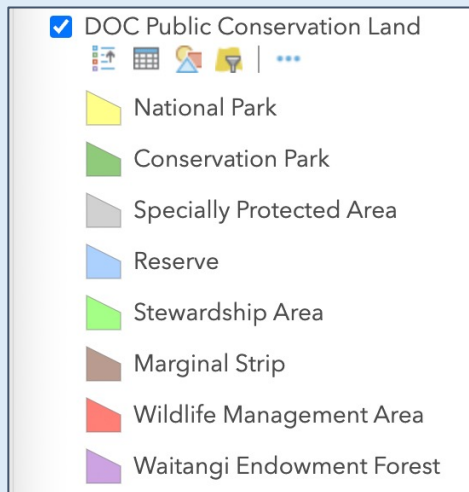 DOC Public Conservation Land
National Park
Conservation Park
Specially Protected Area
Reserve
Stewardship Area
Marginal Strip
Wildlife Management Area
Waitangi Endowment Forest